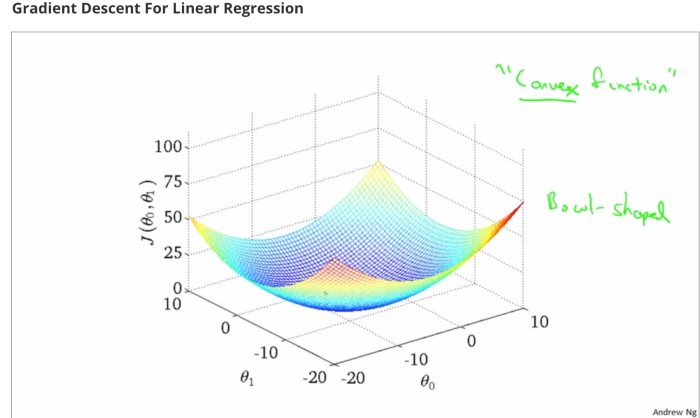 Gradient Descent For Linear Regression
"Convex function"
100
75
50
25
0
J(θ₀,θ₁)
Bowl-shaped
10
0
-10
-20
θ₁
-20
-10
0
10
θ₀
Andrew Ng